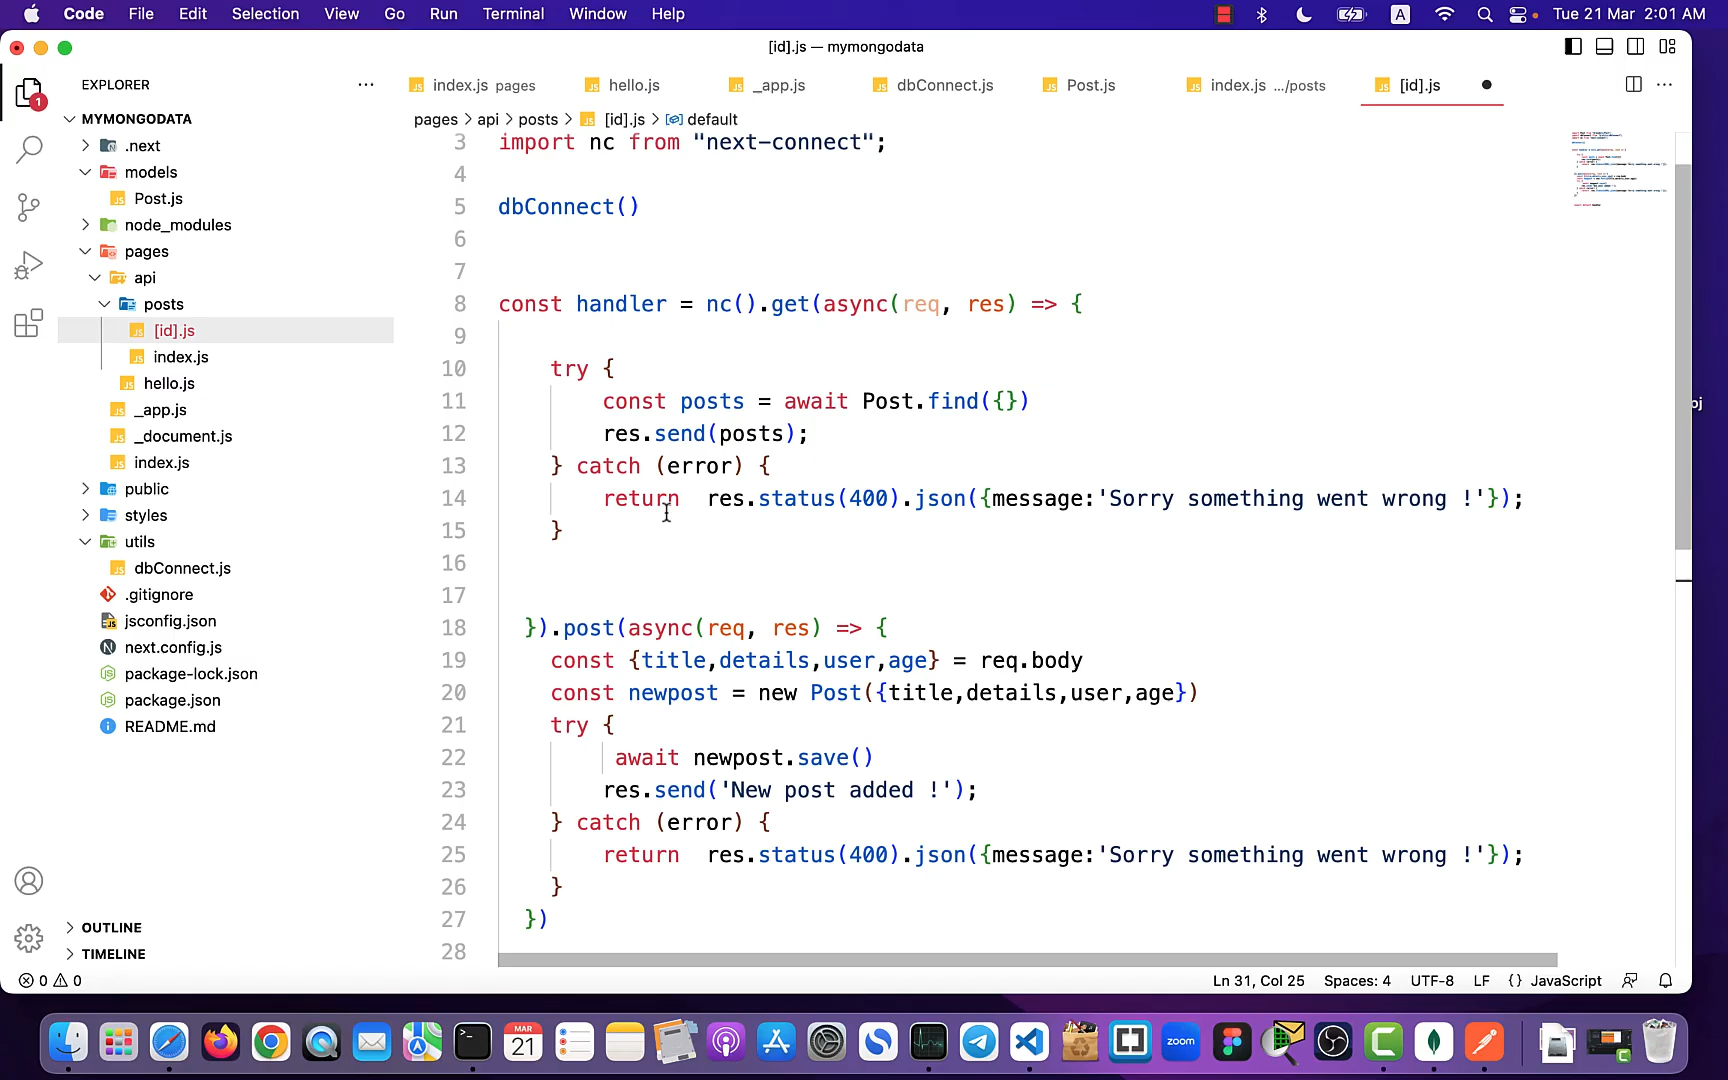 Code File Edit Selection View Go Run Terminal Window Help A Tue 21 Mar 2:01 AM
[id].js — mymongodata
EXPLORER
index.js pages hello.js _app.js dbConnect.js Post.js index.js .../posts [id].js
1
MYMONGODATA
pages > api > posts > [id].js > default
.next
models
Post.js
node_modules
pages
api
posts
[id].js
index.js
hello.js
_app.js
_document.js
index.js
public
styles
utils
dbConnect.js
.gitignore
jsconfig.json
next.config.js
package-lock.json
package.json
README.md
OUTLINE
TIMELINE
3 import nc from "next-connect";
4
5 dbConnect()
6
7
8 const handler = nc().get(async(req, res) => {
9
10 try {
11 const posts = await Post.find({})
12 res.send(posts);
13 } catch (error) {
14 return res.status(400).json({message:'Sorry something went wrong !'});
15 }
16
17
18 }).post(async(req, res) => {
19 const {title,details,user,age} = req.body
20 const newpost = new Post({title,details,user,age})
21 try {
22 await newpost.save()
23 res.send('New post added !');
24 } catch (error) {
25 return res.status(400).json({message:'Sorry something went wrong !'});
26 }
27 })
28
oj
0 0 Ln 31, Col 25 Spaces: 4 UTF-8 LF {} JavaScript
MAR
21
zoom